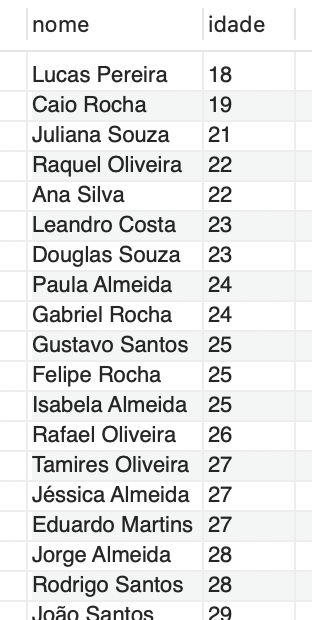 nome idade
Lucas Pereira 18
Caio Rocha 19
Juliana Souza 21
Raquel Oliveira 22
Ana Silva 22
Leandro Costa 23
Douglas Souza 23
Paula Almeida 24
Gabriel Rocha 24
Gustavo Santos 25
Felipe Rocha 25
Isabela Almeida 25
Rafael Oliveira 26
Tamires Oliveira 27
Jéssica Almeida 27
Eduardo Martins 27
Jorge Almeida 28
Rodrigo Santos 28
João Santos 29